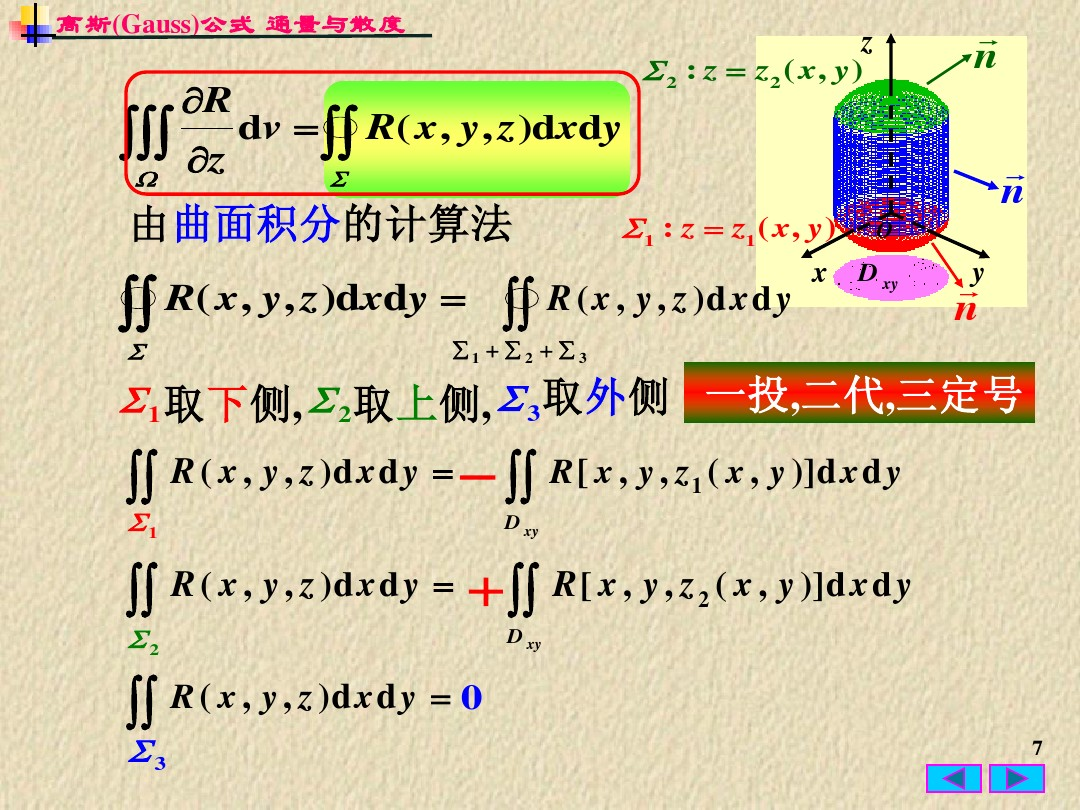 高斯(Gauss)公式 通量与散度
Σ₂ : z = z₂(x, y)
z
n⃗
∭_Ω ∂R/∂z dv = ∯_Σ R(x, y, z)dxdy
n⃗
由曲面积分的计算法
Σ₁ : z = z₁(x, y)
o
x
D_xy
y
n⃗
∯_Σ R(x, y, z)dxdy = ∯_{Σ₁+Σ₂+Σ₃} R(x, y, z)dxdy
Σ₁取下侧, Σ₂取上侧, Σ₃取外侧
一投,二代,三定号
∬_{Σ₁} R(x, y, z)dxdy = −∬_{D_xy} R[x, y, z₁(x, y)]dxdy
∬_{Σ₂} R(x, y, z)dxdy = +∬_{D_xy} R[x, y, z₂(x, y)]dxdy
∬_{Σ₃} R(x, y, z)dxdy = 0
7